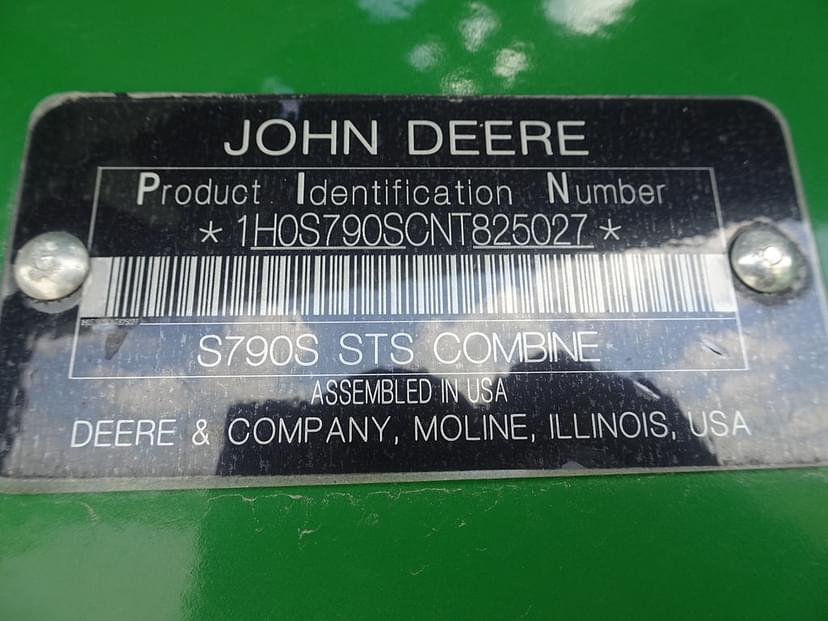 JOHN DEERE
Product Identification Number
* 1H0S790SCNT825027 *
S790S STS COMBINE
ASSEMBLED IN USA
DEERE & COMPANY, MOLINE, ILLINOIS, USA